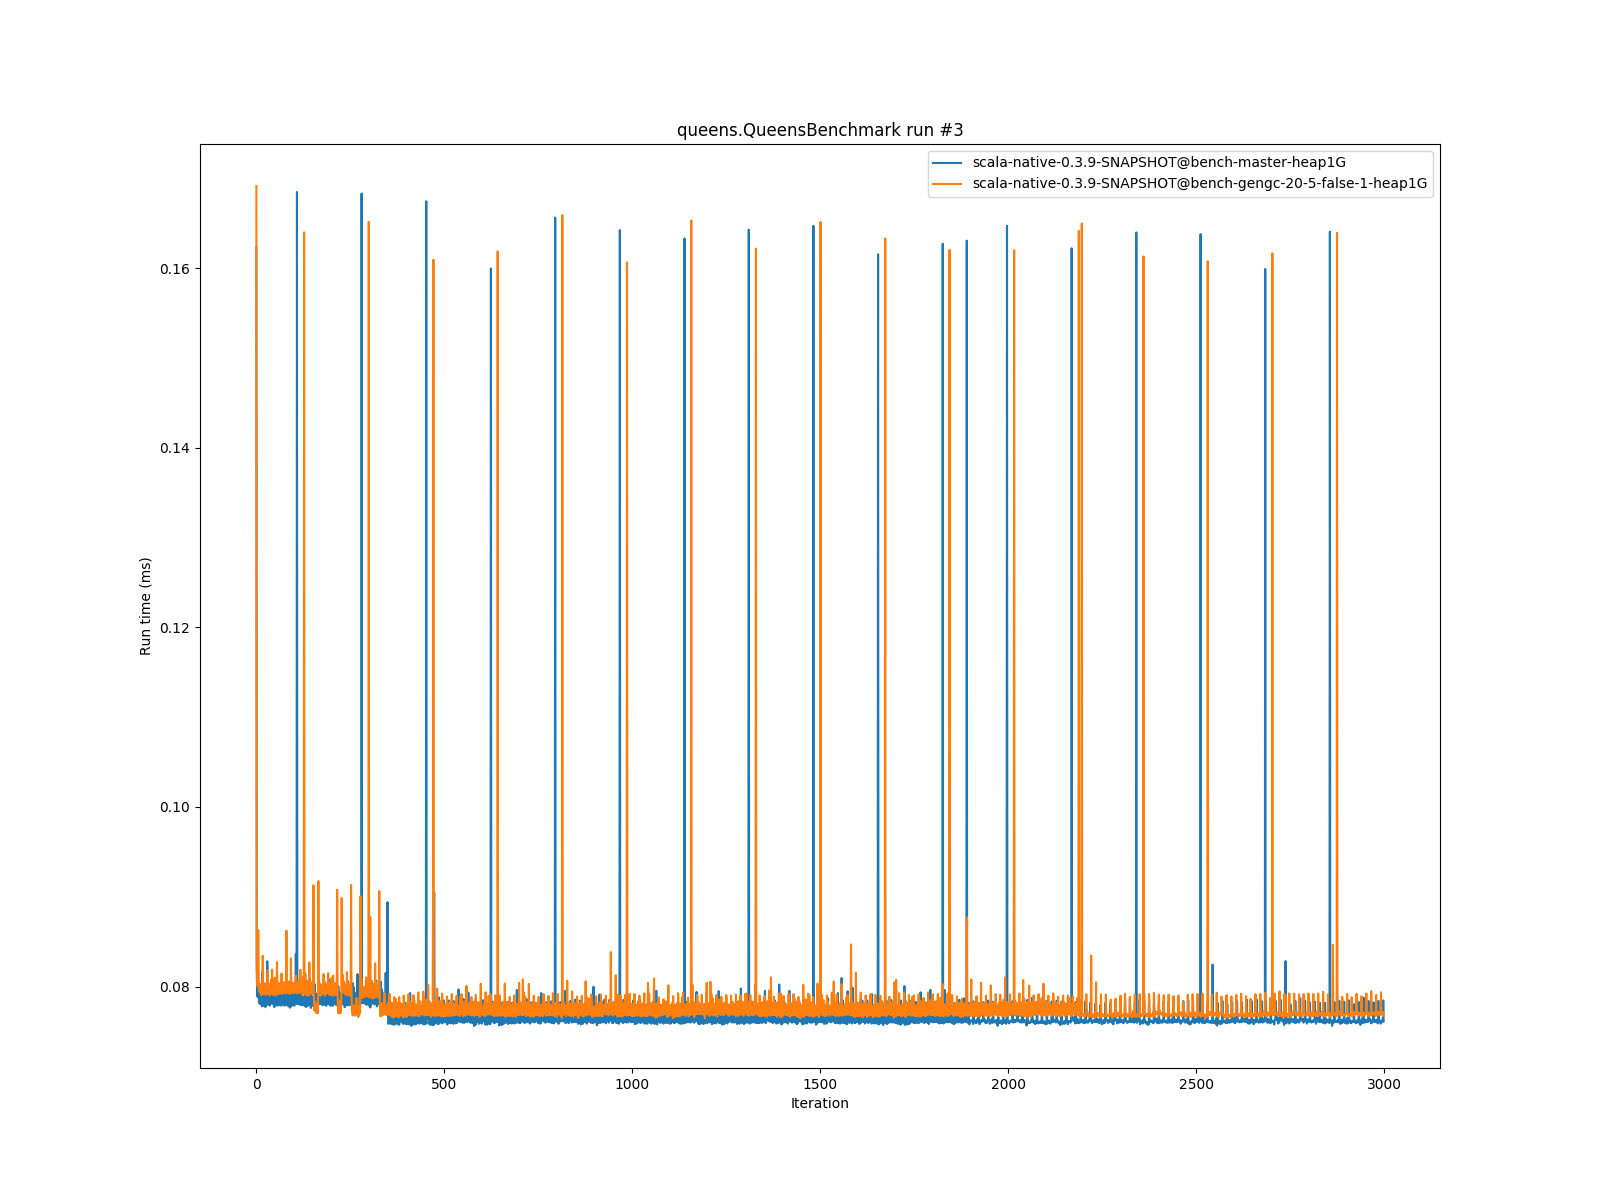 queens.QueensBenchmark run #3
scala-native-0.3.9-SNAPSHOT@bench-master-heap1G
scala-native-0.3.9-SNAPSHOT@bench-gengc-20-5-false-1-heap1G
Run time (ms)
0.16
0.14
0.12
0.10
0.08
0
500
1000
1500
2000
2500
3000
Iteration